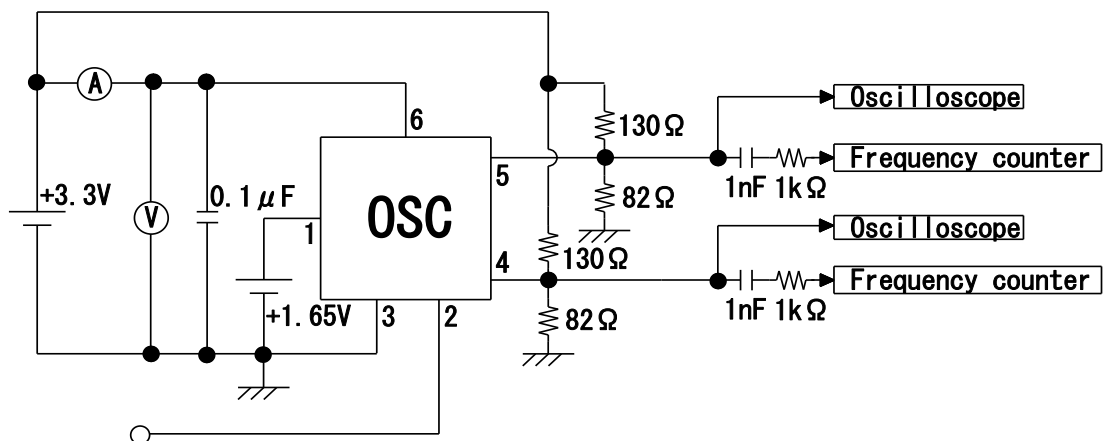 A
Oscilloscope
6
130Ω
Frequency counter
5
+3.3V
V
0.1μF
OSC
1nF 1kΩ
82Ω
1
Oscilloscope
4
130Ω
Frequency counter
+1.65V
3
2
82Ω
1nF 1kΩ